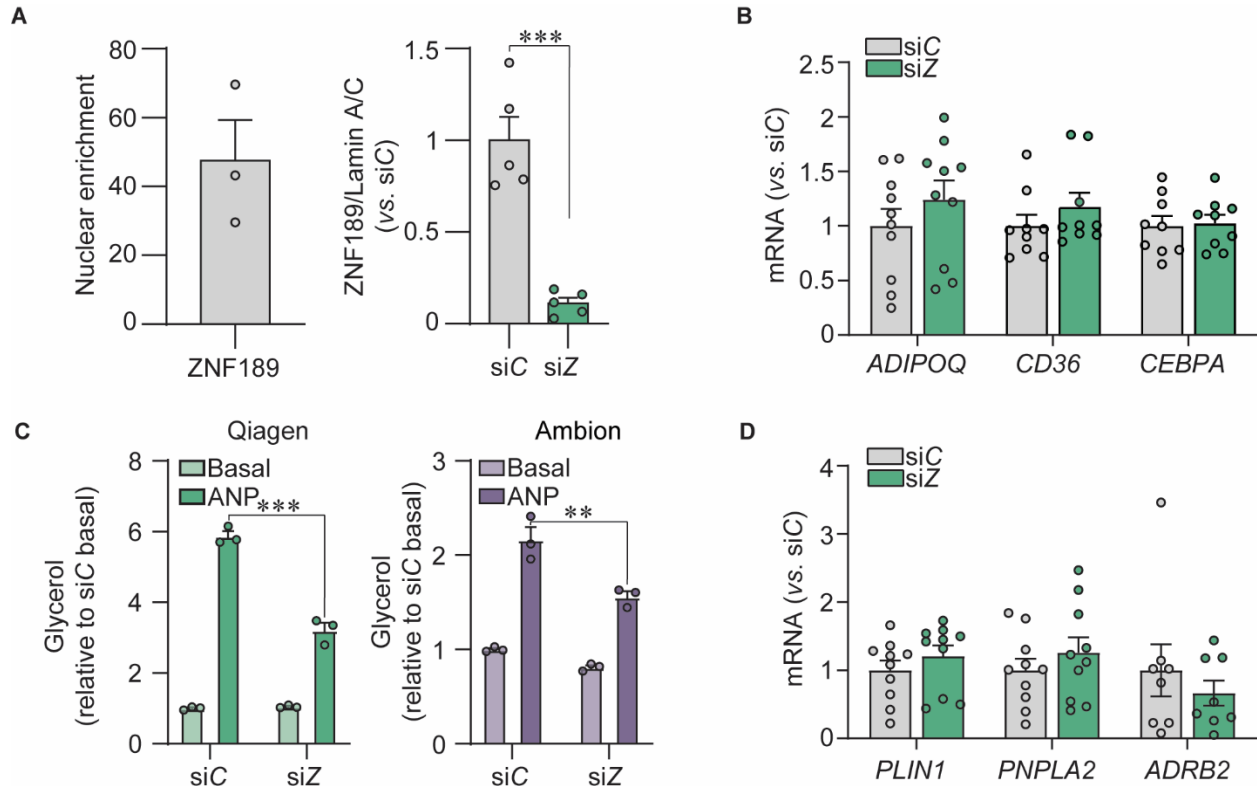 A
Nuclear enrichment
80
60
40
20
0
ZNF189
ZNF189/Lamin A/C
(vs. siC)
1.5
1
0.5
0
***
siC siZ
B
siC
siZ
mRNA (vs. siC)
2.5
2
1.5
1
0.5
0
ADIPOQ CD36 CEBPA
C
Qiagen
Basal
ANP
***
Glycerol
(relative to siC basal)
8
6
4
2
0
siC siZ
Ambion
Basal
ANP
**
Glycerol
(relative to siC basal)
3
2
1
0
siC siZ
D
siC
siZ
mRNA (vs. siC)
4
3
2
1
0
PLIN1 PNPLA2 ADRB2